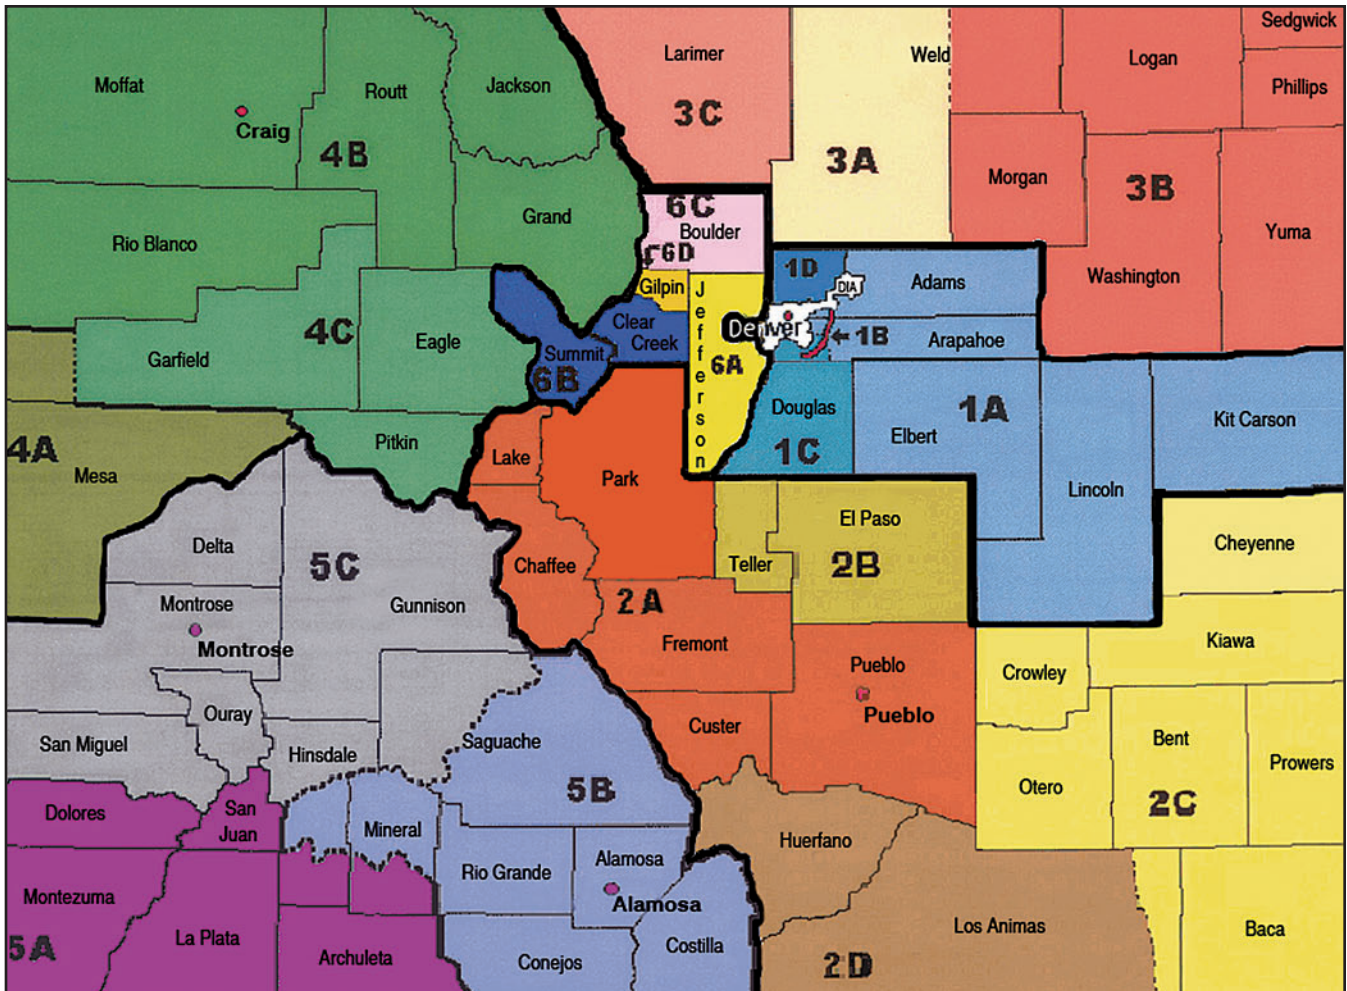 Moffat
Craig
4B
Routt
Jackson
Grand
Rio Blanco
Larimer
3C
Weld
3A
Logan
Sedgwick
Phillips
Morgan
3B
Washington
Yuma
6C
Boulder
6D
Gilpin
Jefferson
6A
Clear
Creek
Summit
6B
Garfield
4C
Eagle
Pitkin
4A
Mesa
1D
DIA
Adams
Denver
1B
Arapahoe
Douglas
1C
Elbert
1A
Lincoln
Kit Carson
Lake
Park
Chaffee
2A
Fremont
Custer
Teller
El Paso
2B
Pueblo
Pueblo
Cheyenne
Kiawa
Crowley
Otero
Bent
2C
Prowers
Baca
Delta
5C
Gunnison
Montrose
Montrose
Ouray
San Miguel
Hinsdale
Saguache
5B
Dolores
San
Juan
Mineral
Rio Grande
Alamosa
Alamosa
Conejos
Costilla
Montezuma
5A
La Plata
Archuleta
Huerfano
Los Animas
2D